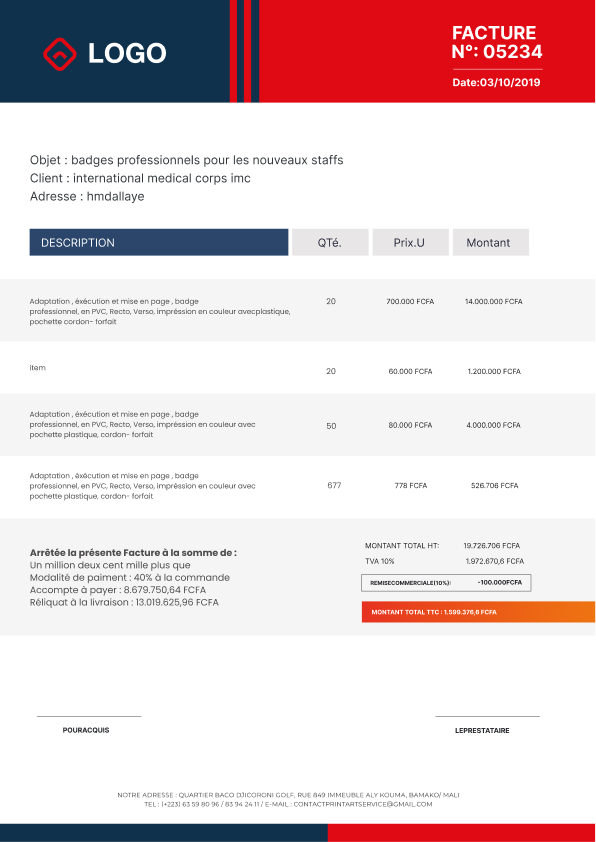 LOGO
FACTURE
N°: 05234
Date:03/10/2019
Objet : badges professionnels pour les nouveaux staffs
Client : international medical corps imc
Adresse : hmdallaye
DESCRIPTION QTé. Prix.U Montant
Adaptation , éxécution et mise en page , badge 20 700.000 FCFA 14.000.000 FCFA
professionnel, en PVC, Recto, Verso, impréssion en couleur avecplastique,
pochette cordon- forfait
item 20 60.000 FCFA 1.200.000 FCFA
Adaptation , éxécution et mise en page , badge
professionnel, en PVC, Recto, Verso, impréssion en couleur avec 50 80.000 FCFA 4.000.000 FCFA
pochette plastique, cordon- forfait
Adaptation , éxécution et mise en page , badge
professionnel, en PVC, Recto, Verso, impréssion en couleur avec 677 778 FCFA 526.706 FCFA
pochette plastique, cordon- forfait
MONTANT TOTAL HT: 19.726.706 FCFA
TVA 10% 1.972.670,6 FCFA
REMISECOMMERCIALE(10%): -100.000FCFA
MONTANT TOTAL TTC : 1.599.376,6 FCFA
Arrêtée la présente Facture à la somme de :
Un million deux cent mille plus que
Modalité de paiment : 40% à la commande
Accompte à payer : 8.679.750,64 FCFA
Réliquat à la livraison : 13.019.625,96 FCFA
POURACQUIS LEPRESTATAIRE
NOTRE ADRESSE : QUARTIER BACO DJICORONI GOLF, RUE 849 IMMEUBLE ALY KOUMA, BAMAKO/ MALI
TEL : (+223) 63 59 80 96 / 83 94 24 11 / E-MAIL : CONTACTPRINTARTSERVICE@GMAIL.COM